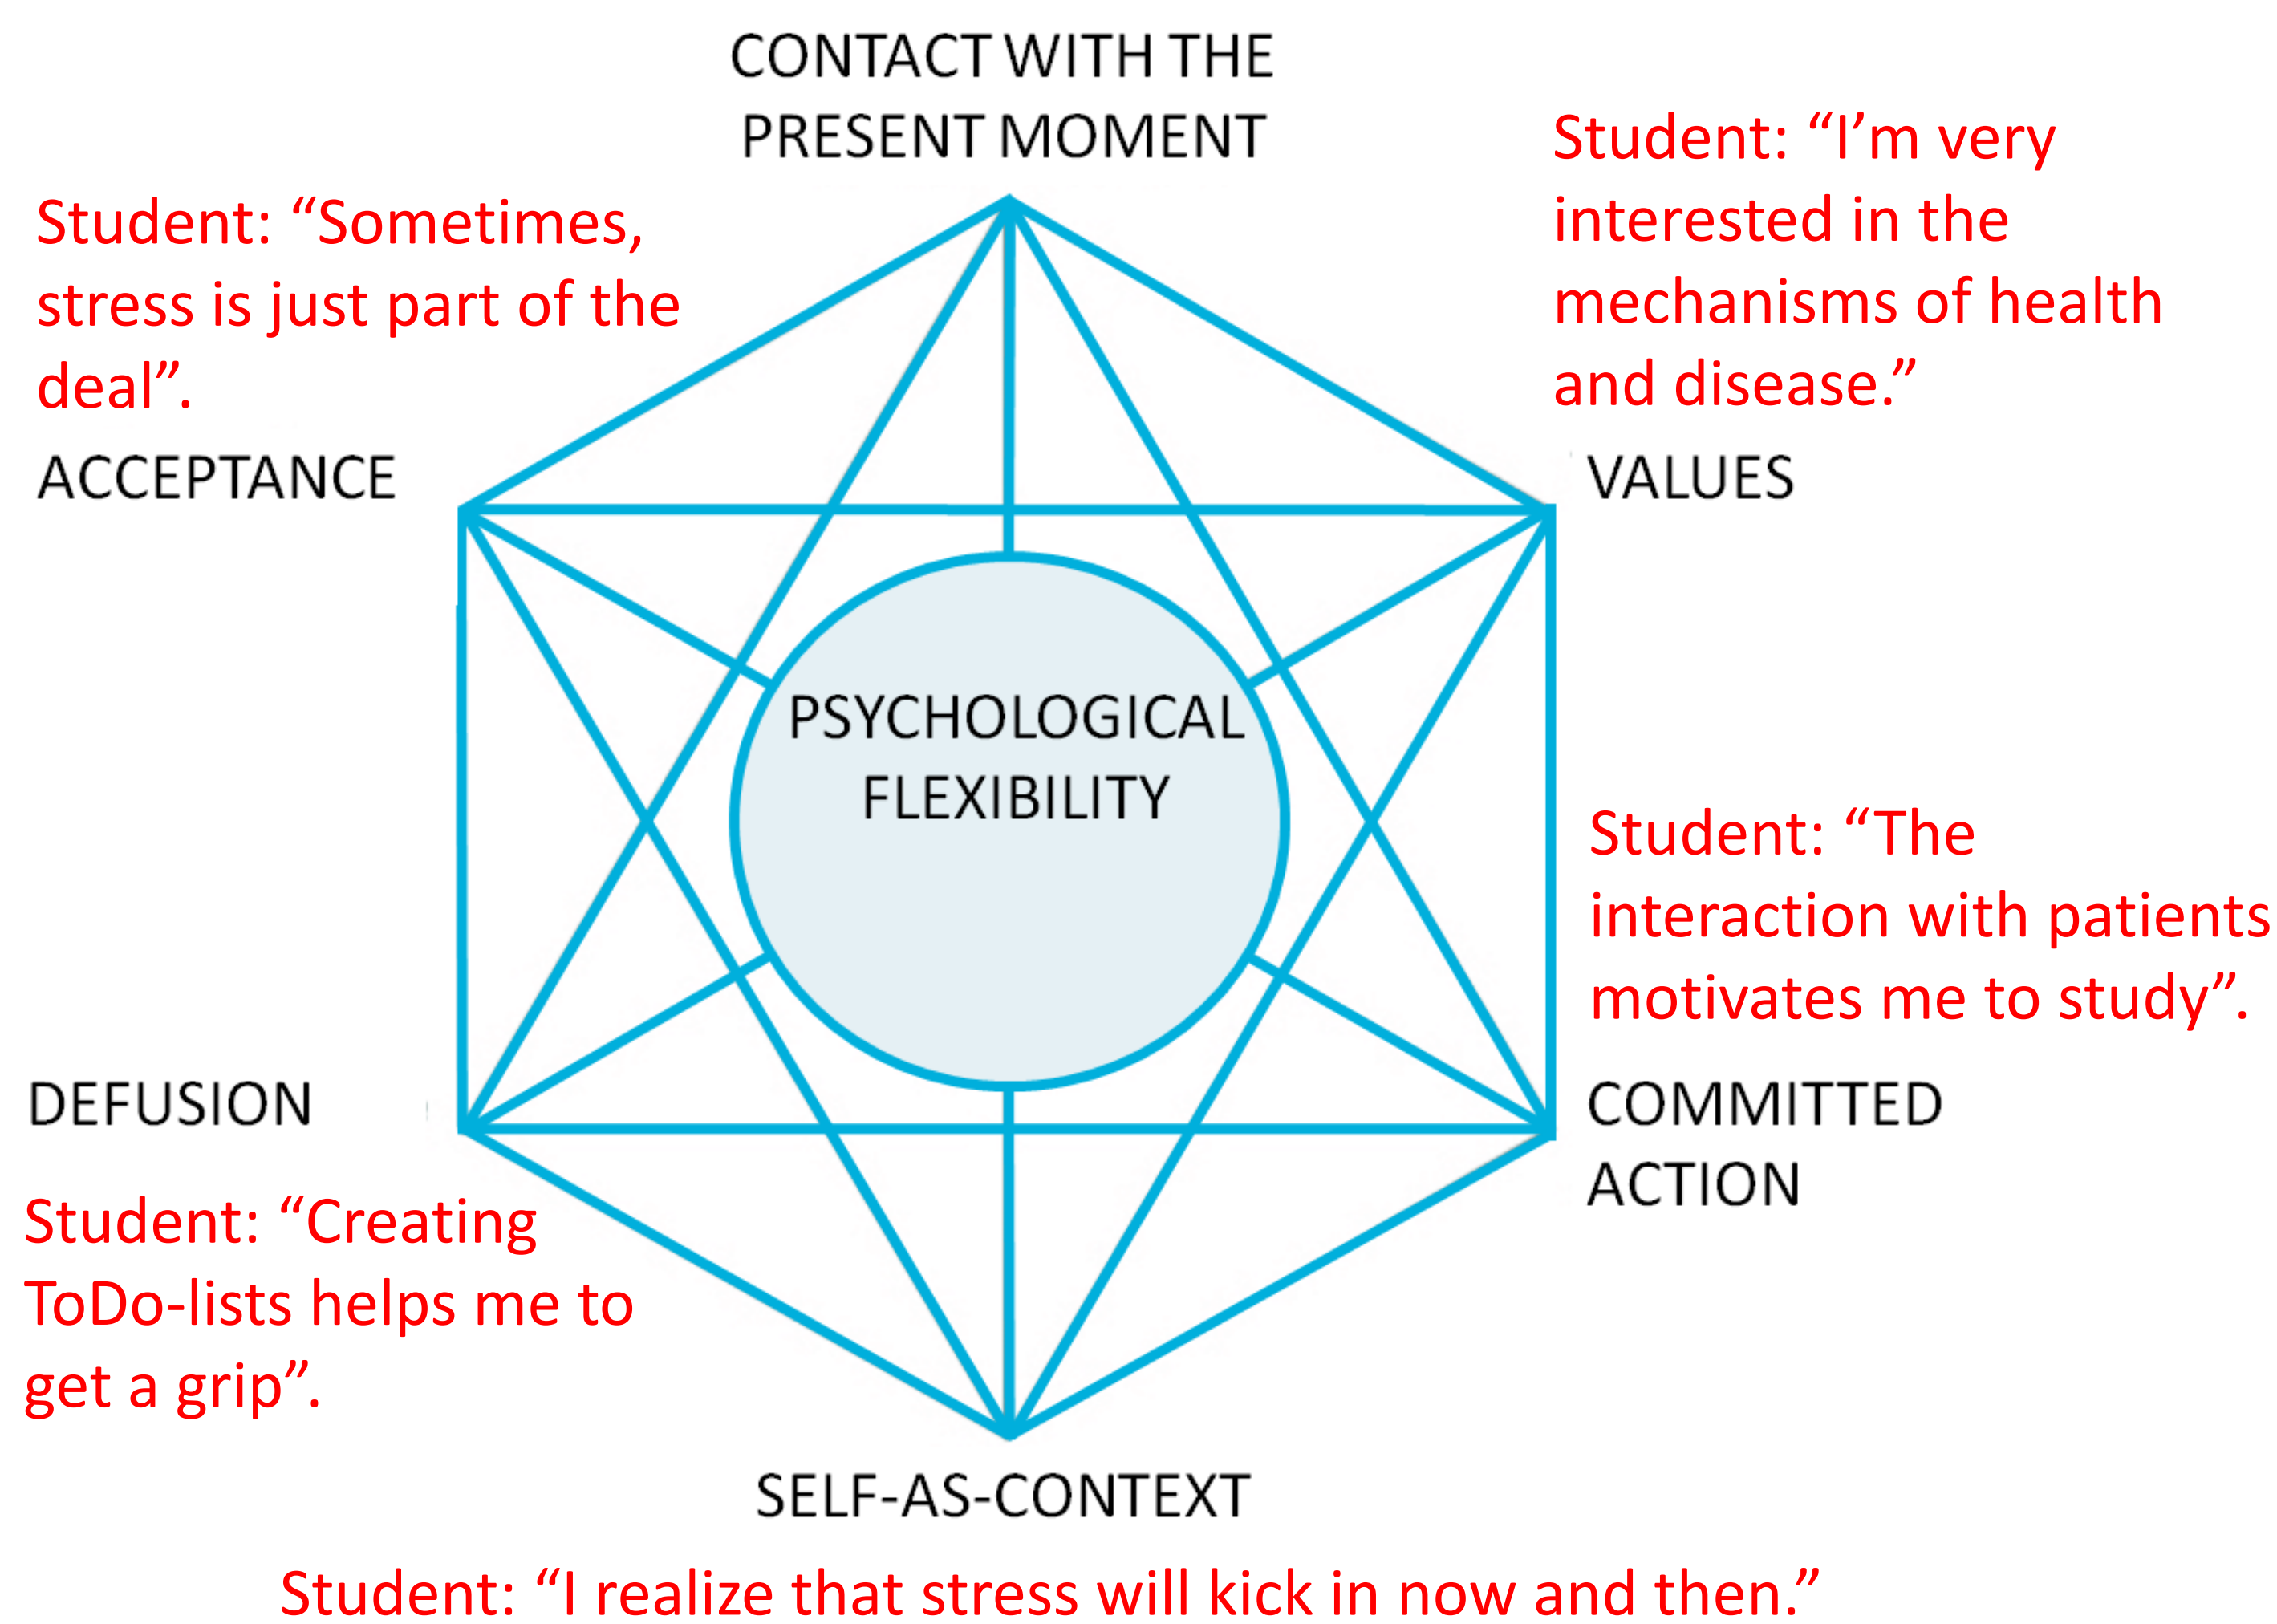 CONTACT WITH THE
PRESENT MOMENT
Student: “Sometimes,
stress is just part of the
deal”.
ACCEPTANCE
Student: “I’m very
interested in the
mechanisms of health
and disease.”
VALUES
PSYCHOLOGICAL
FLEXIBILITY
Student: “The
interaction with patients
motivates me to study”.
COMMITTED
ACTION
DEFUSION
Student: “Creating
ToDo-lists helps me to
get a grip”.
SELF-AS-CONTEXT
Student: “I realize that stress will kick in now and then.”